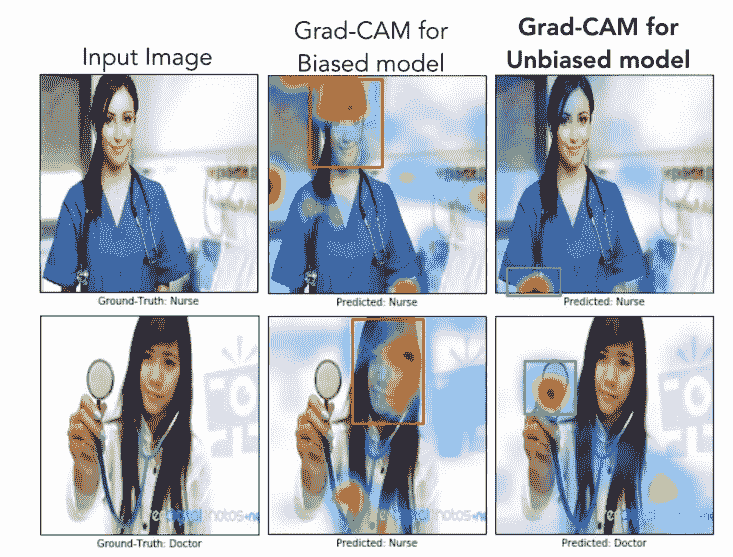 Input Image
Grad-CAM for
Biased model
Grad-CAM for
Unbiased model
Ground-Truth: Nurse
Predicted: Nurse
Predicted: Nurse
Ground-Truth: Doctor
Predicted: Nurse
Predicted: Doctor